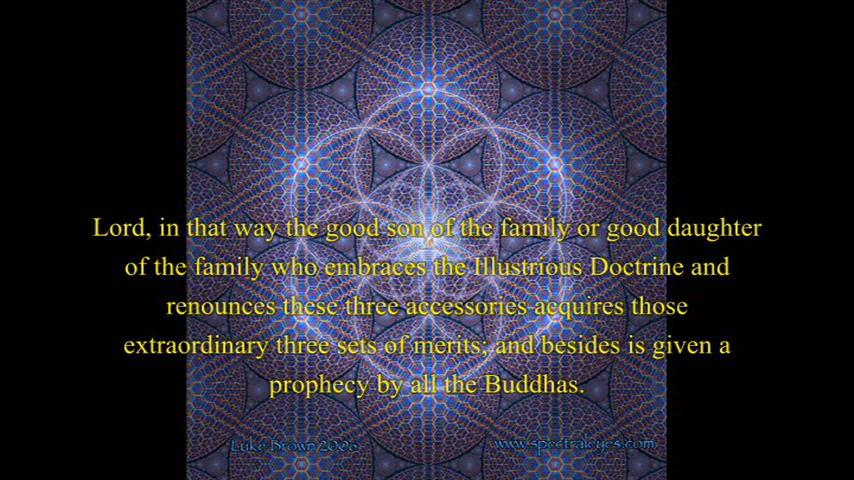 Lord, in that way the good son of the family or good daughter
of the family who embraces the Illustrious Doctrine and
renounces these three accessories acquires those
extraordinary three sets of merits; and besides is given a
prophecy by all the Buddhas.
Luke Brown 2006
www.spectraleyes.com